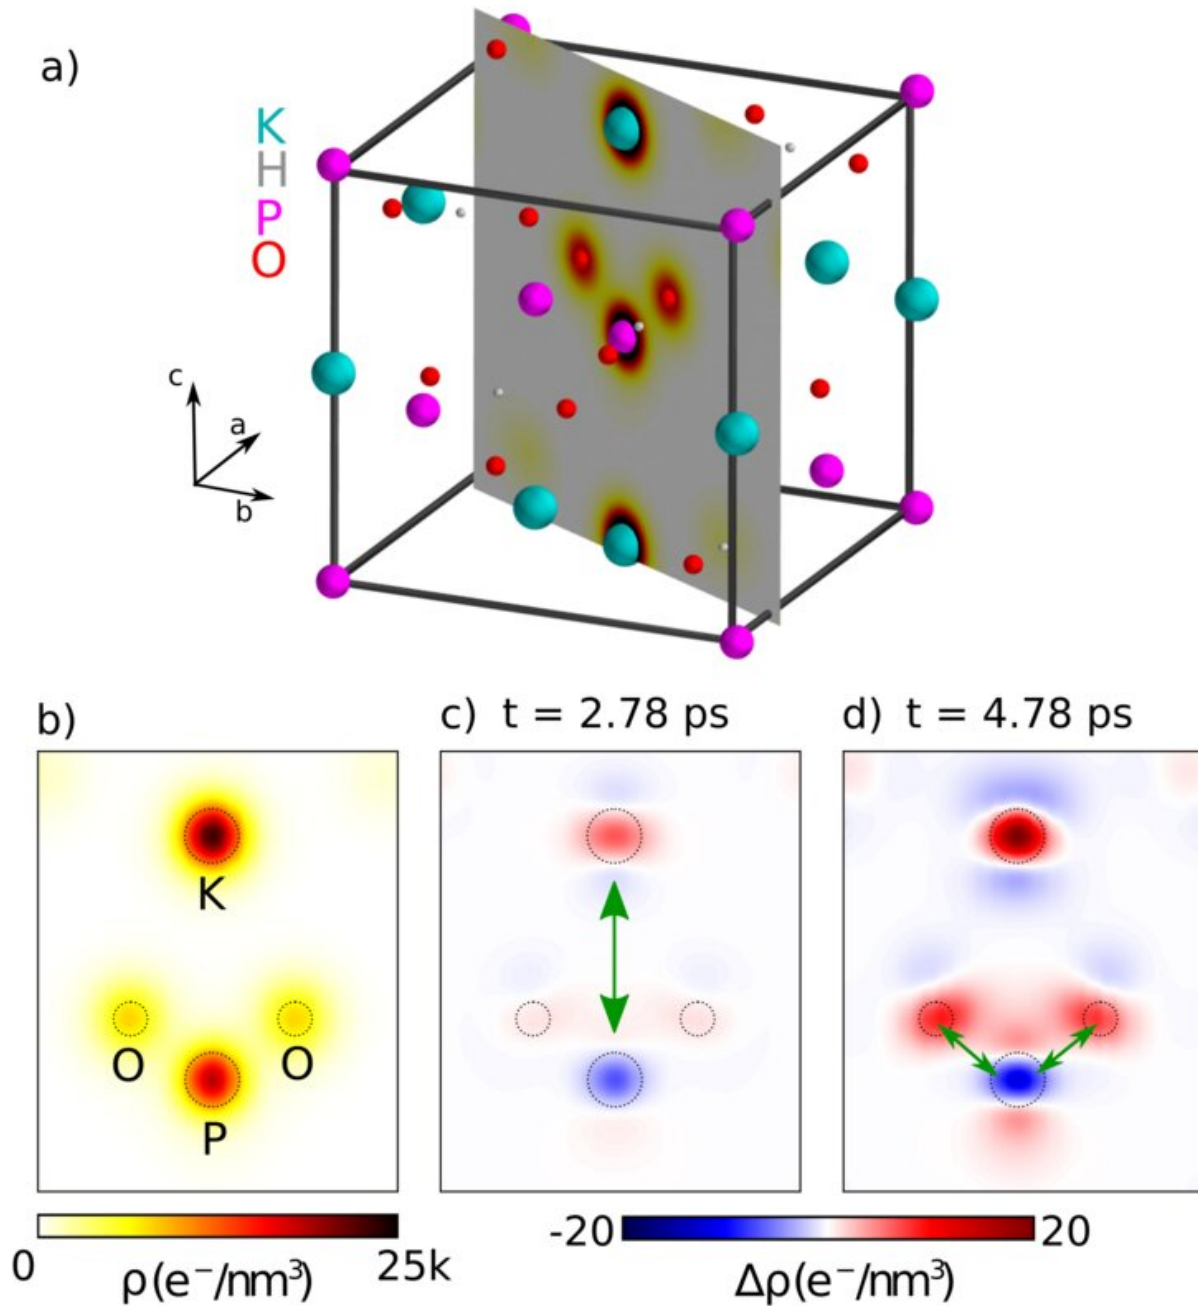 a)
K
H
P
O
c
a
b
b)
c) t = 2.78 ps
d) t = 4.78 ps
K
O
O
P
0
25k
ρ(e⁻/nm³)
-20
20
Δρ(e⁻/nm³)